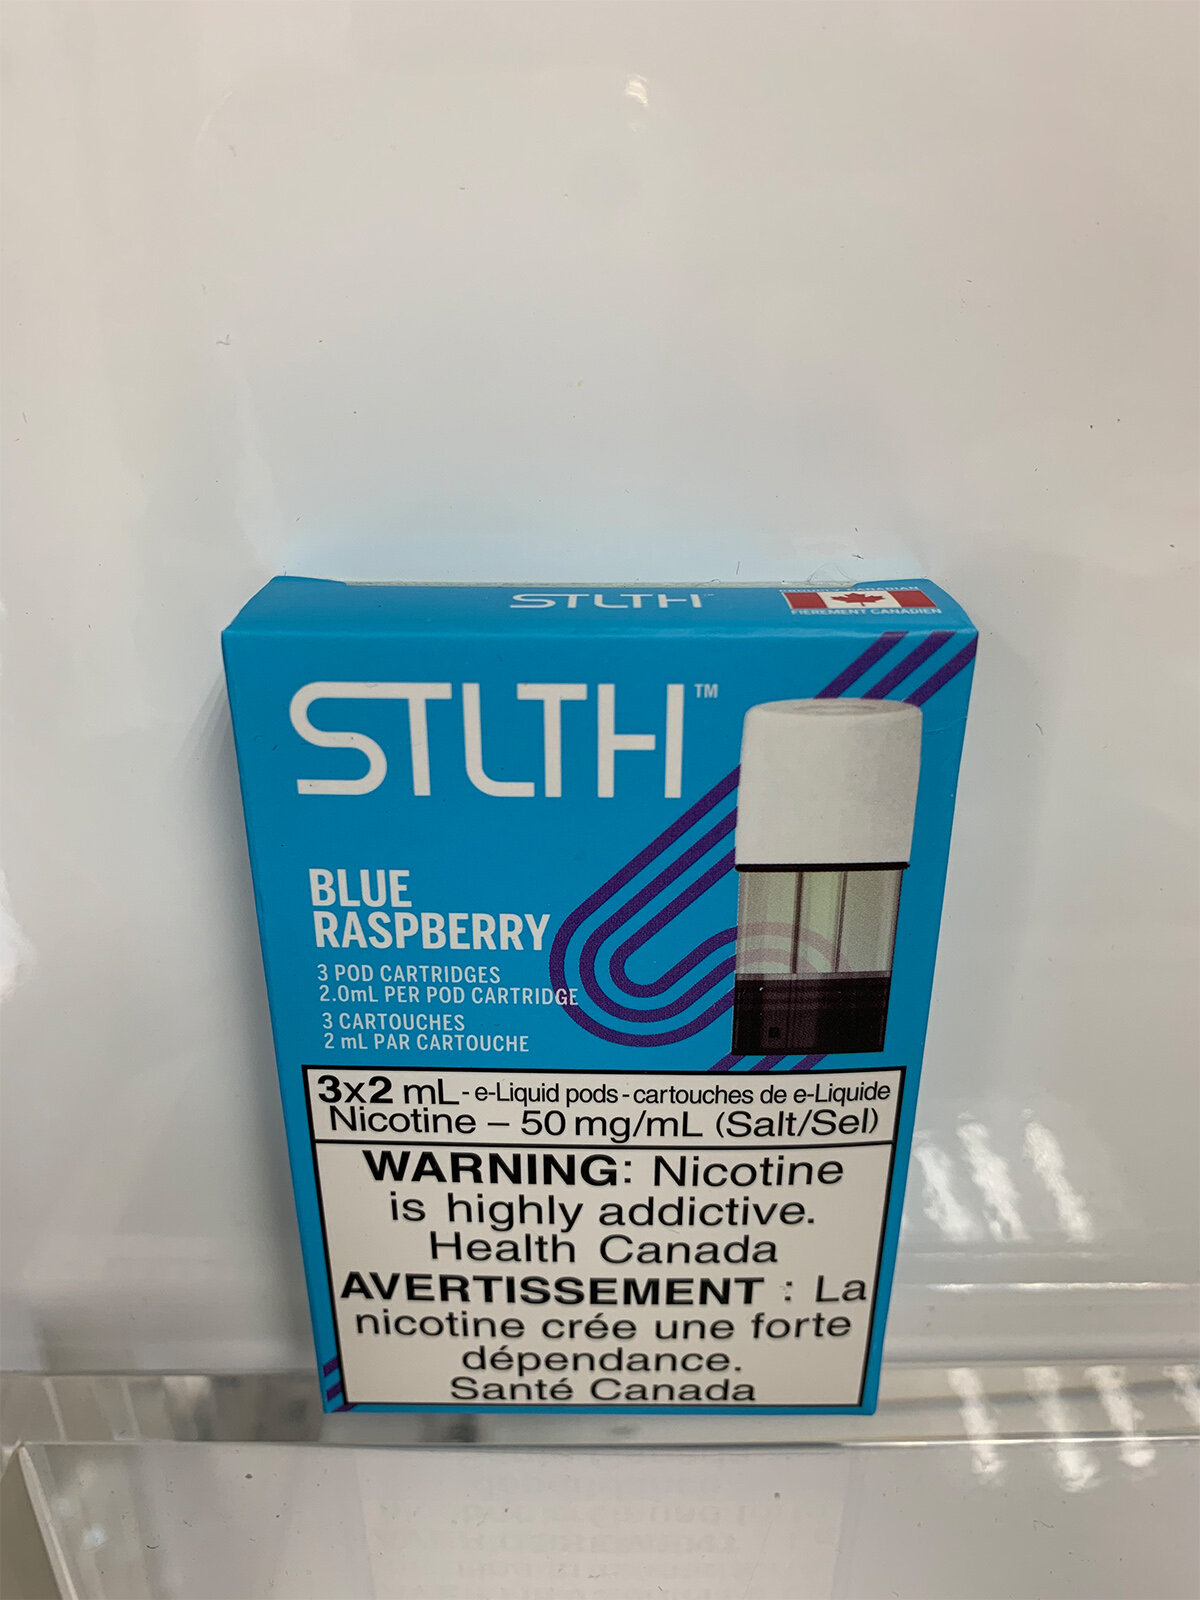 STLTH
FIEREMENT CANADIEN
STLTH™
BLUE
RASPBERRY
3 POD CARTRIDGES
2.0mL PER POD CARTRIDGE
3 CARTOUCHES
2 mL PAR CARTOUCHE
3x2 mL - e-Liquid pods - cartouches de e-Liquide
Nicotine – 50 mg/mL (Salt/Sel)
WARNING: Nicotine
is highly addictive.
Health Canada
AVERTISSEMENT : La
nicotine crée une forte
dépendance.
Santé Canada